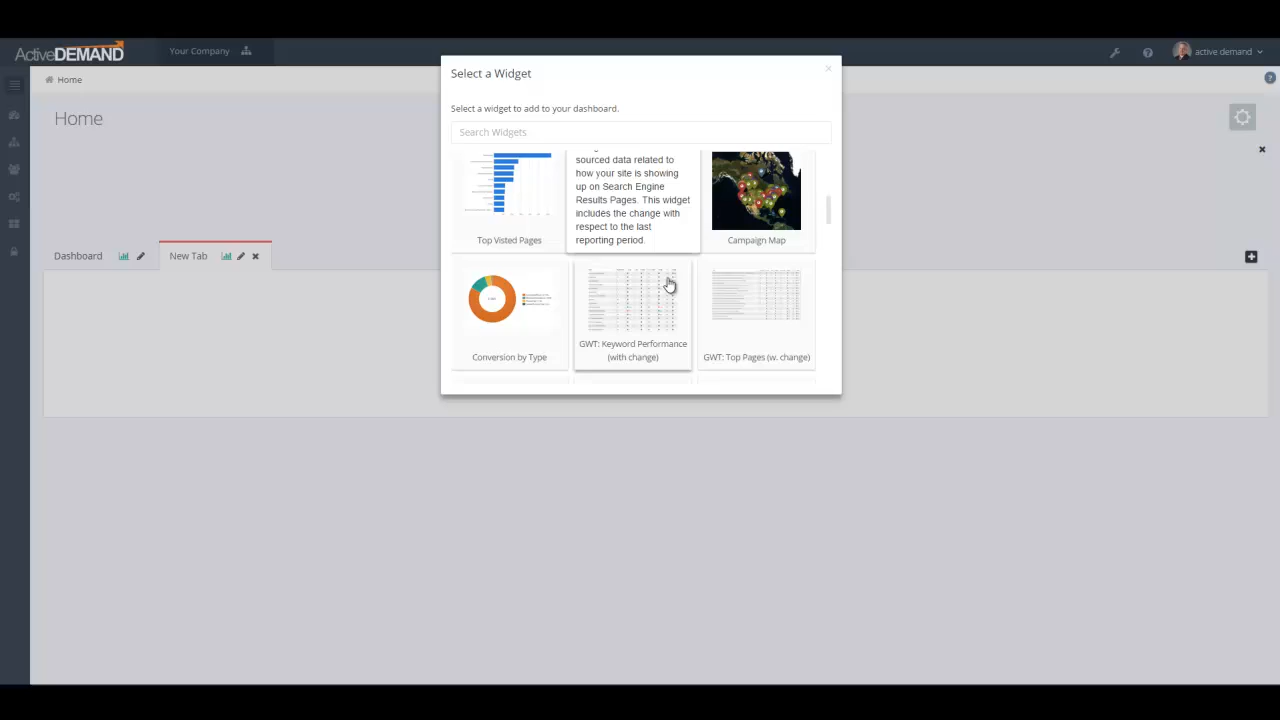 ActiveDEMAND
Your Company
active demand
Select a Widget
Home
Select a widget to add to your dashboard.
Home
Search Widgets
sourced data related to
how your site is showing
up on Search Engine
Results Pages. This widget
includes the change with
respect to the last
reporting period.
Top Visted Pages
Campaign Map
Dashboard
New Tab
GWT: Keyword Performance
(with change)
Conversion by Type
GWT: Top Pages (w. change)